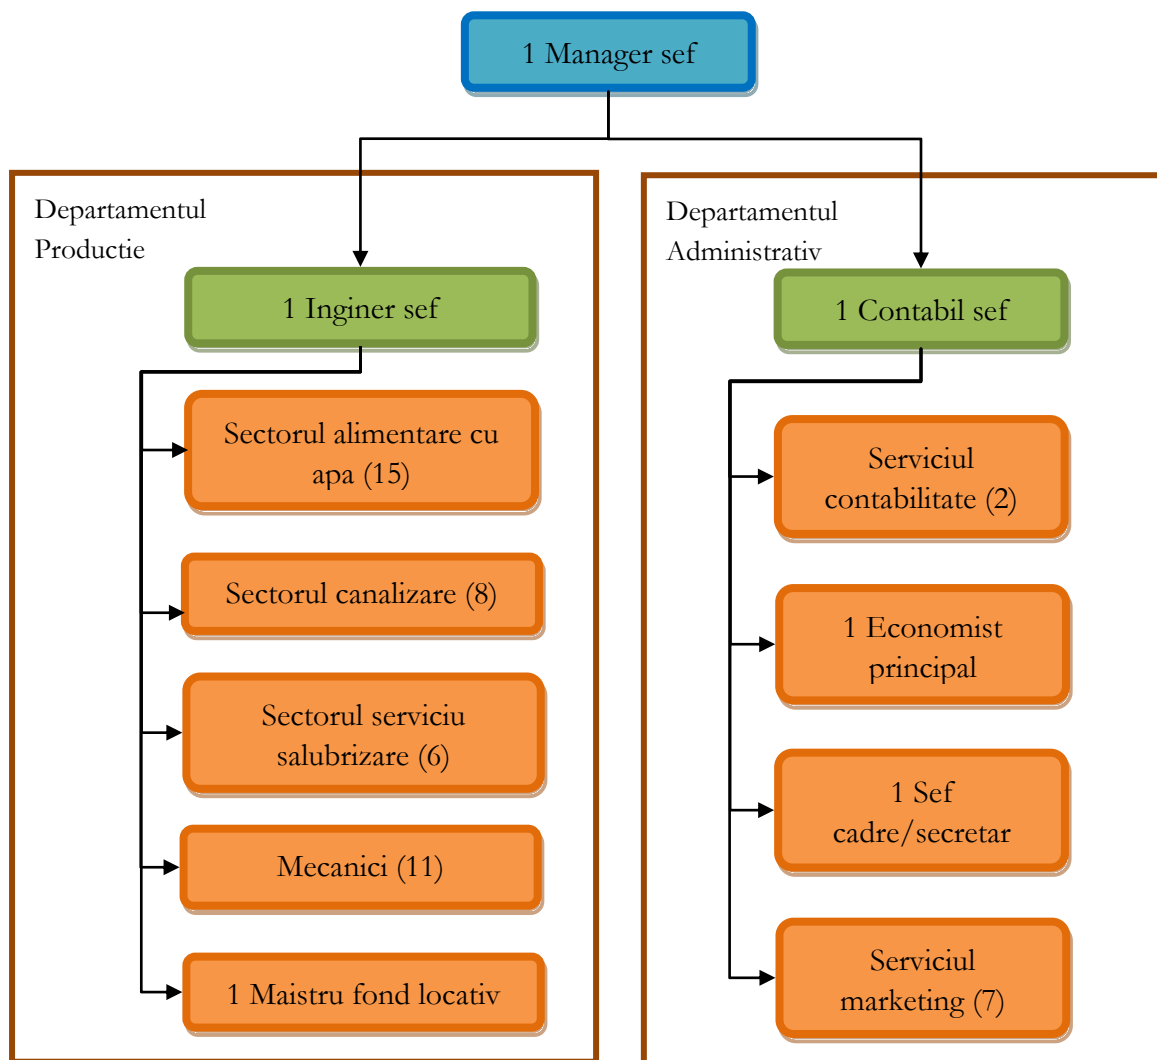 1 Manager sef
Departamentul
Productie
1 Inginer sef
Sectorul alimentare cu
apa (15)
Sectorul canalizare (8)
Sectorul serviciu
salubrizare (6)
Mecanici (11)
1 Maistru fond locativ
Departamentul
Administrativ
1 Contabil sef
Serviciul
contabilitate (2)
1 Economist
principal
1 Sef
cadre/secretar
Serviciul
marketing (7)